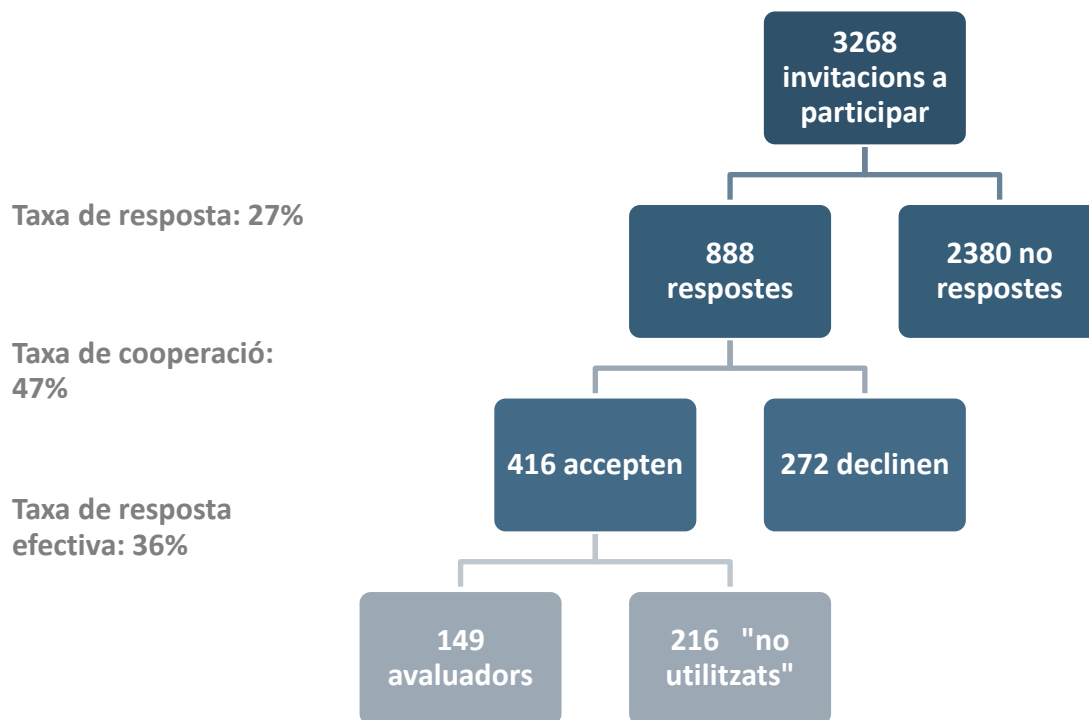 3268
invitacions a
participar
Taxa de resposta: 27%
888
respostes
2380 no
respostes
Taxa de cooperació:
47%
416 accepten
272 declinen
Taxa de resposta
efectiva: 36%
149
avaluadors
216 "no
utilitzats"